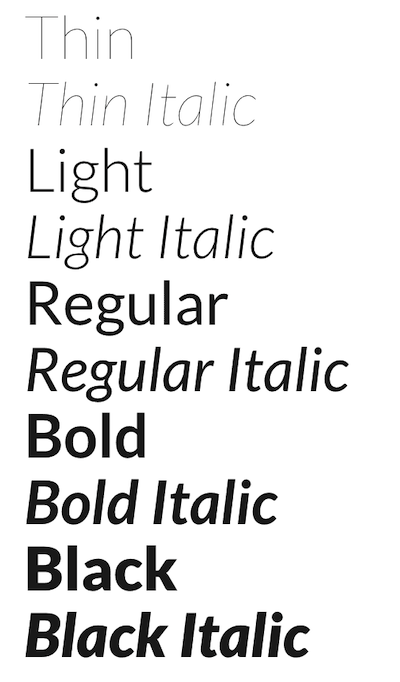 Thin
Thin Italic
Light
Light Italic
Regular
Regular Italic
Bold
Bold Italic
Black
Black Italic